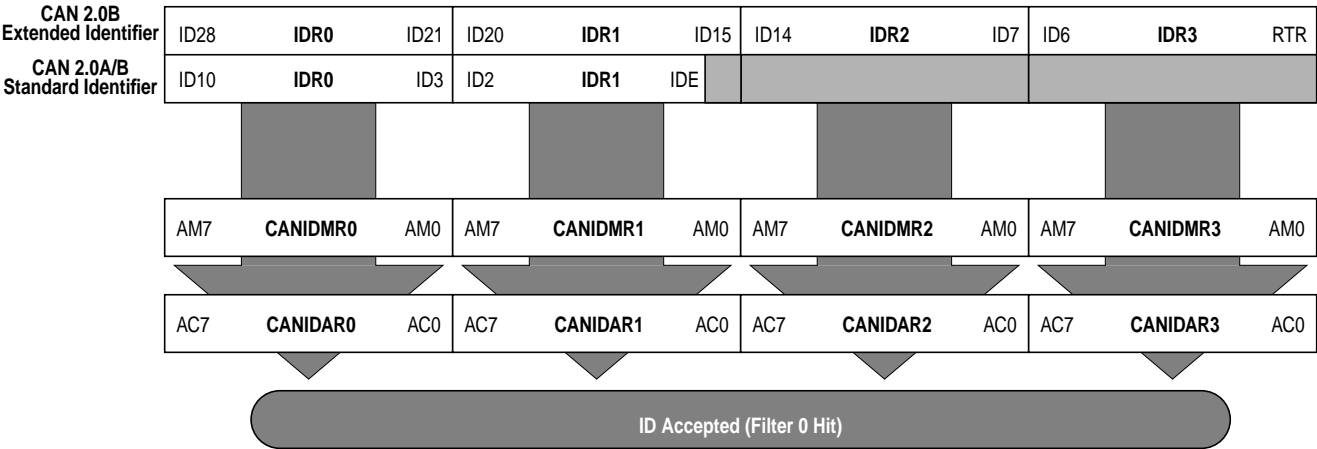 CAN 2.0B
Extended Identifier
ID28 IDR0 ID21 ID20 IDR1 ID15 ID14 IDR2 ID7 ID6 IDR3 RTR
CAN 2.0A/B
Standard Identifier
ID10 IDR0 ID3 ID2 IDR1 IDE
AM7 CANIDMR0 AM0 AM7 CANIDMR1 AM0 AM7 CANIDMR2 AM0 AM7 CANIDMR3 AM0
AC7 CANIDAR0 AC0 AC7 CANIDAR1 AC0 AC7 CANIDAR2 AC0 AC7 CANIDAR3 AC0
ID Accepted (Filter 0 Hit)